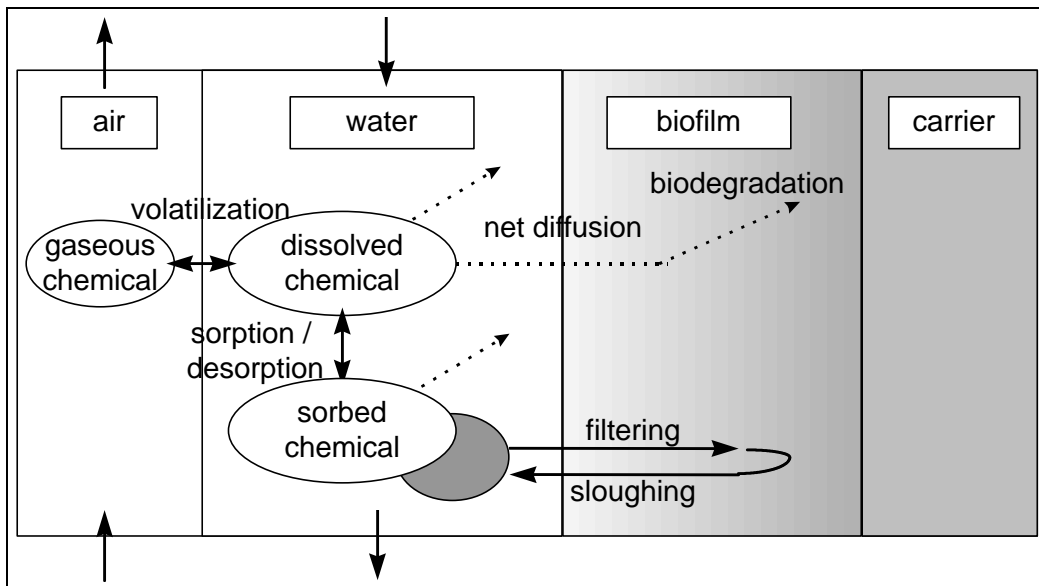 air
water
biofilm
carrier
biodegradation
volatilization
net diffusion
gaseous
chemical
dissolved
chemical
sorption /
desorption
sorbed
chemical
filtering
sloughing